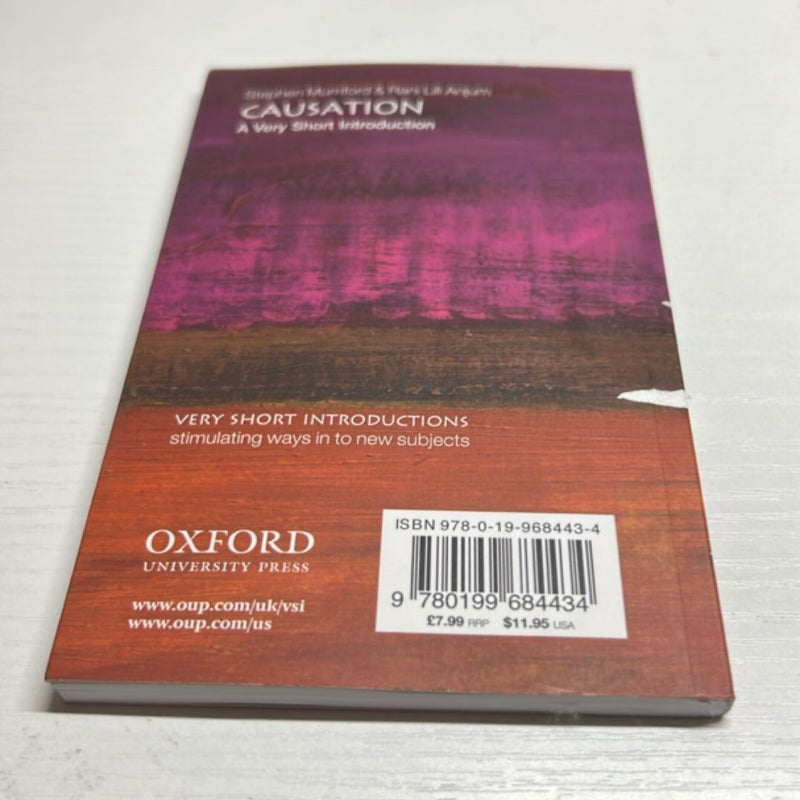 Stephen Mumford & Rani Lill Anjum
CAUSATION
A Very Short Introduction
VERY SHORT INTRODUCTIONS
stimulating ways in to new subjects
OXFORD
UNIVERSITY PRESS
www.oup.com/uk/vsi
www.oup.com/us
ISBN 978-0-19-968443-4
9 780199 684434
£7.99 RRP $11.95 USA